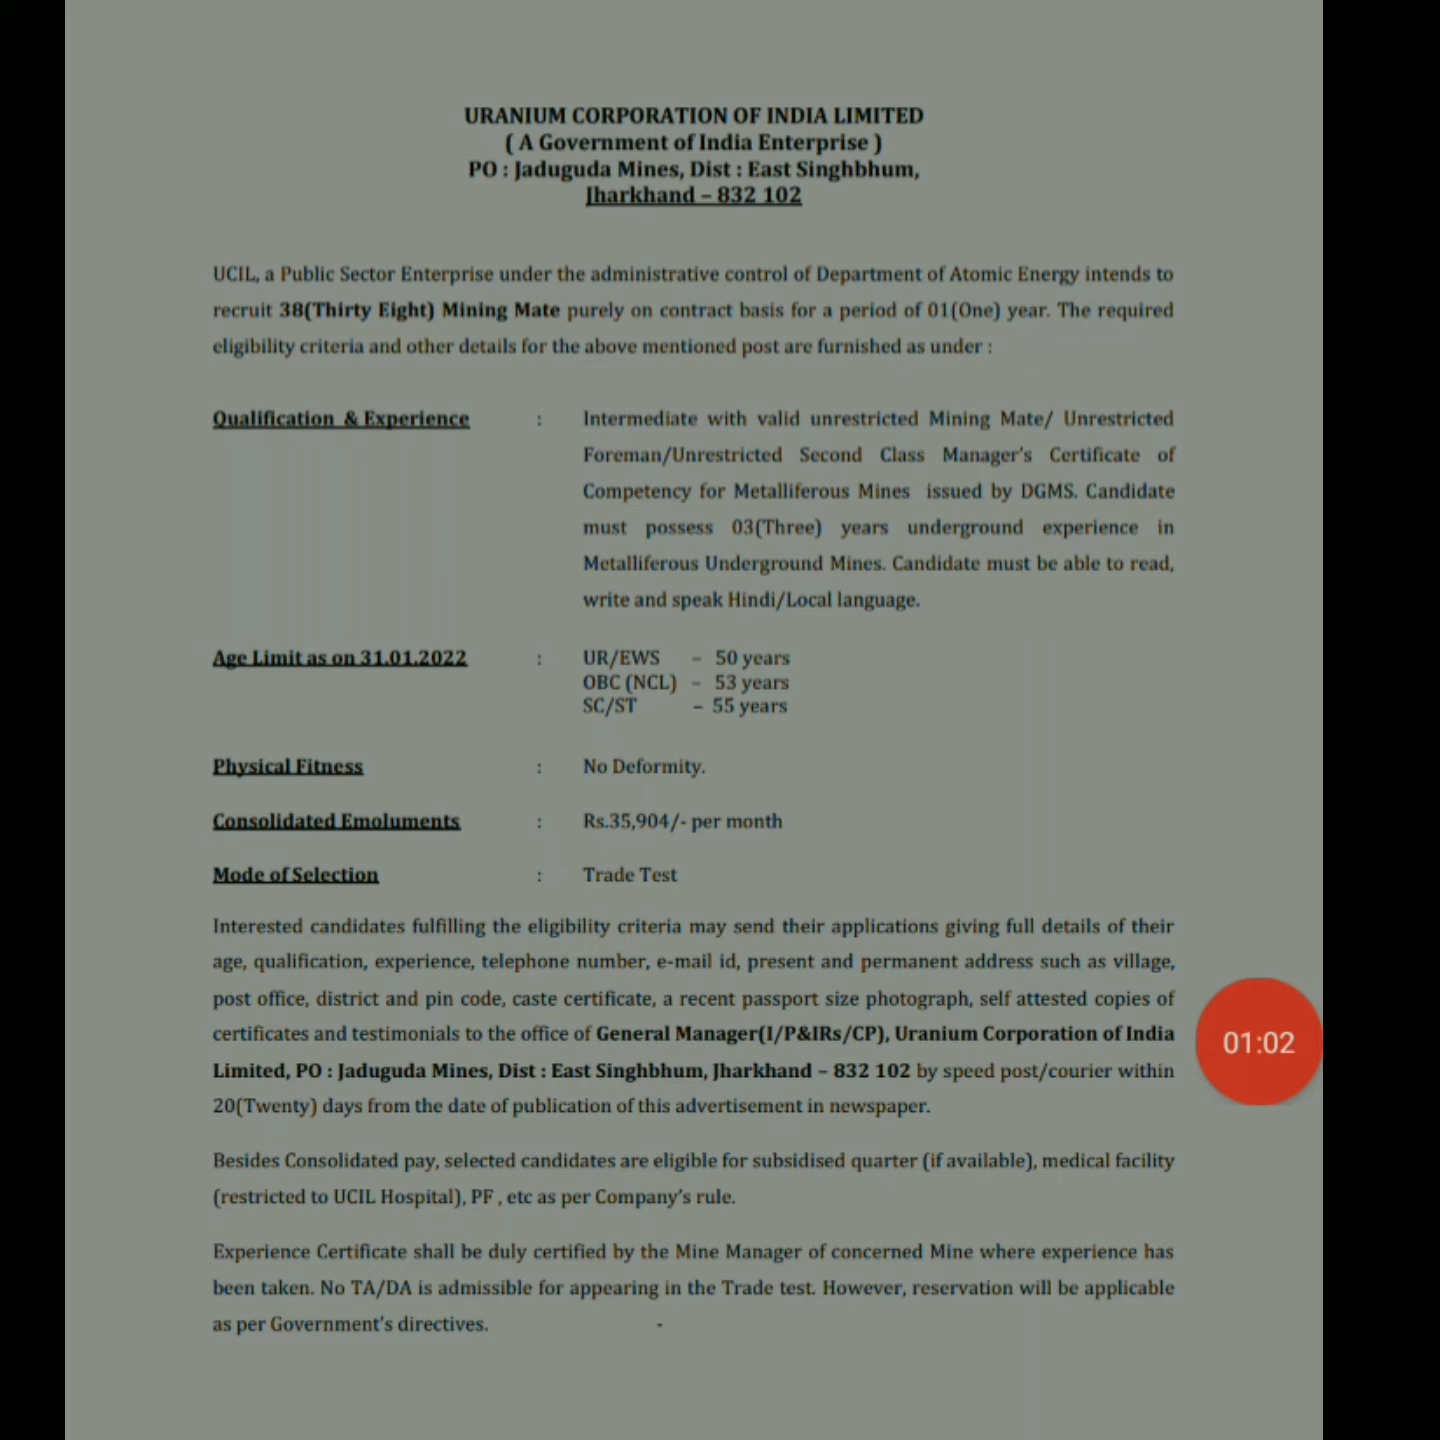 URANIUM CORPORATION OF INDIA LIMITED
( A Government of India Enterprise )
PO : Jaduguda Mines, Dist : East Singhbhum,
Jharkhand – 832 102
UCIL, a Public Sector Enterprise under the administrative control of Department of Atomic Energy intends to
recruit 38(Thirty Eight) Mining Mate purely on contract basis for a period of 01(One) year. The required
eligibility criteria and other details for the above mentioned post are furnished as under :
Qualification & Experience : Intermediate with valid unrestricted Mining Mate/ Unrestricted
Foreman/Unrestricted Second Class Manager's Certificate of
Competency for Metalliferous Mines issued by DGMS. Candidate
must possess 03(Three) years underground experience in
Metalliferous Underground Mines. Candidate must be able to read,
write and speak Hindi/Local language.
Age Limit as on 31.01.2022 : UR/EWS – 50 years
OBC (NCL) – 53 years
SC/ST – 55 years
Physical Fitness : No Deformity.
Consolidated Emoluments : Rs.35,904/- per month
Mode of Selection : Trade Test
Interested candidates fulfilling the eligibility criteria may send their applications giving full details of their
age, qualification, experience, telephone number, e-mail id, present and permanent address such as village,
post office, district and pin code, caste certificate, a recent passport size photograph, self attested copies of
certificates and testimonials to the office of General Manager(I/P&IRs/CP), Uranium Corporation of India
Limited, PO : Jaduguda Mines, Dist : East Singhbhum, Jharkhand – 832 102 by speed post/courier within
20(Twenty) days from the date of publication of this advertisement in newspaper.
01:02
Besides Consolidated pay, selected candidates are eligible for subsidised quarter (if available), medical facility
(restricted to UCIL Hospital), PF , etc as per Company's rule.
Experience Certificate shall be duly certified by the Mine Manager of concerned Mine where experience has
been taken. No TA/DA is admissible for appearing in the Trade test. However, reservation will be applicable
as per Government's directives. -